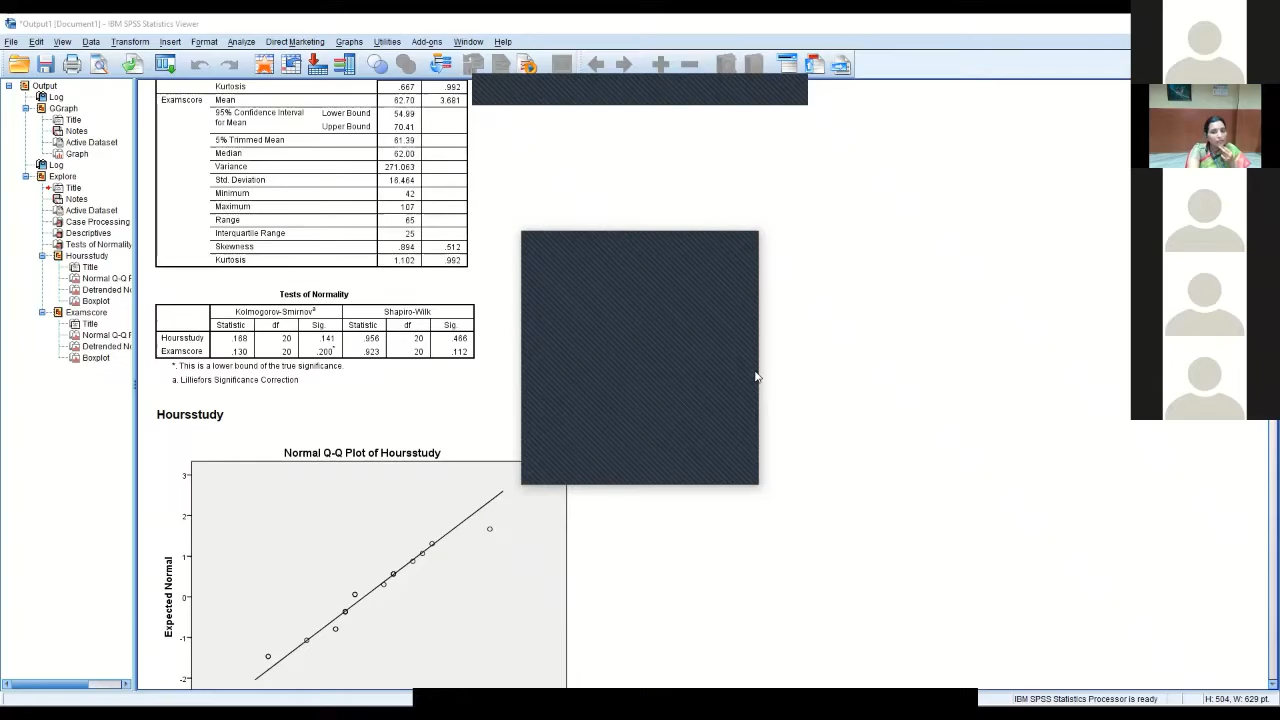 *Output1 [Document1] - IBM SPSS Statistics Viewer
File Edit View Data Transform Insert Format Analyze Direct Marketing Graphs Utilities Add-ons Window Help
Output
Log
GGraph
Title
Notes
Active Dataset
Graph
Log
Explore
Title
Notes
Active Dataset
Case Processing
Descriptives
Tests of Normality
Hoursstudy
Title
Normal Q-Q P
Detrended No
Boxplot
Examscore
Title
Normal Q-Q P
Detrended No
Boxplot
Kurtosis .667 .992
Examscore Mean 62.70 3.681
95% Confidence Interval for Mean Lower Bound 54.99
Upper Bound 70.41
5% Trimmed Mean 61.39
Median 62.00
Variance 271.063
Std. Deviation 16.464
Minimum 42
Maximum 107
Range 65
Interquartile Range 25
Skewness .894 .512
Kurtosis 1.102 .992
Tests of Normality
Kolmogorov-Smirnovᵃ Shapiro-Wilk
Statistic df Sig. Statistic df Sig.
Hoursstudy .168 20 .141 .956 20 .466
Examscore .130 20 .200* .923 20 .112
*. This is a lower bound of the true significance.
a. Lilliefors Significance Correction
Hoursstudy
Normal Q-Q Plot of Hoursstudy
3
2
1
0
-1
-2
Expected Normal
IBM SPSS Statistics Processor is ready H: 504, W: 629 pt.